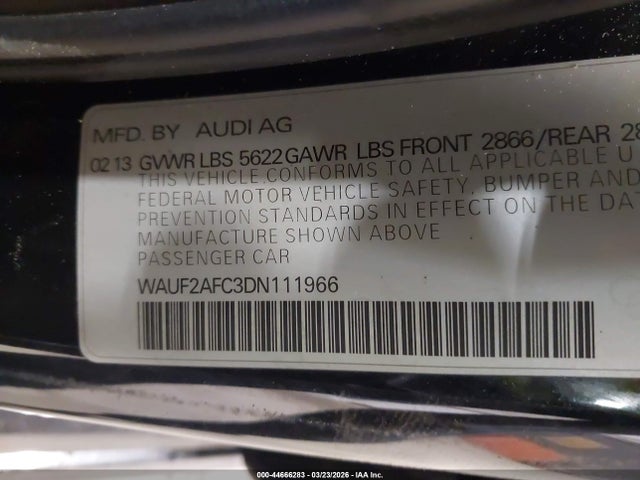 MFD. BY AUDI AG
02 13 GVWR LBS 5622 GAWR LBS FRONT 2866/REAR 28
THIS VEHICLE CONFORMS TO ALL APPLICABLE U
FEDERAL MOTOR VEHICLE SAFETY, BUMPER AND
PREVENTION STANDARDS IN EFFECT ON THE DAT
MANUFACTURE SHOWN ABOVE
PASSENGER CAR
WAUF2AFC3DN111966
000-44666283 - 03/23/2026 - IAA Inc.